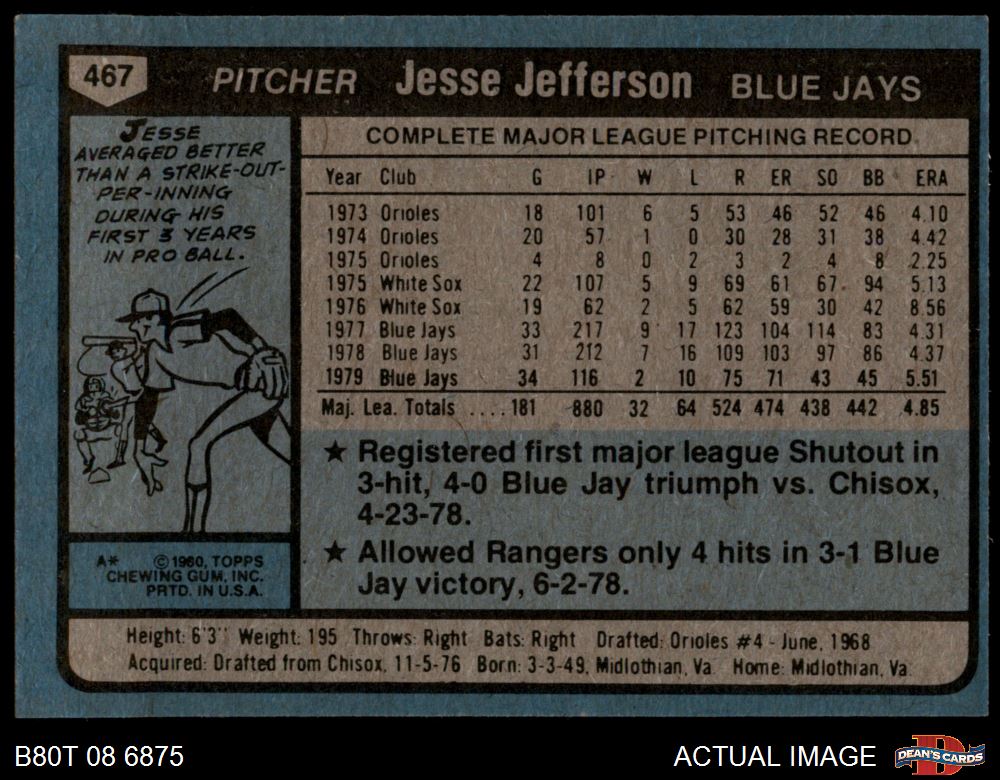 467 PITCHER Jesse Jefferson BLUE JAYS
JESSE
AVERAGED BETTER
THAN A STRIKE-OUT-
PER-INNING
DURING HIS
FIRST 3 YEARS
IN PRO BALL.
A* © 1980, TOPPS
CHEWING GUM, INC.
PRTD. IN U.S.A.
COMPLETE MAJOR LEAGUE PITCHING RECORD
Year Club G IP W L R ER SO BB ERA
1973 Orioles 18 101 6 5 53 46 52 46 4.10
1974 Orioles 20 57 1 0 30 28 31 38 4.42
1975 Orioles 4 8 0 2 3 2 4 8 2.25
1975 White Sox 22 107 5 9 69 61 67 94 5.13
1976 White Sox 19 62 2 5 62 59 30 42 8.56
1977 Blue Jays 33 217 9 17 123 104 114 83 4.31
1978 Blue Jays 31 212 7 16 109 103 97 86 4.37
1979 Blue Jays 34 116 2 10 75 71 43 45 5.51
Maj. Lea. Totals .... 181 880 32 64 524 474 438 442 4.85
★ Registered first major league Shutout in
3-hit, 4-0 Blue Jay triumph vs. Chisox,
4-23-78.
★ Allowed Rangers only 4 hits in 3-1 Blue
Jay victory, 6-2-78.
Height: 6'3" Weight: 195 Throws: Right Bats: Right Drafted: Orioles #4 - June, 1968
Acquired: Drafted from Chisox, 11-5-76 Born: 3-3-49, Midlothian, Va. Home: Midlothian, Va.
B80T 08 6875 ACTUAL IMAGE D DEAN'S CARDS